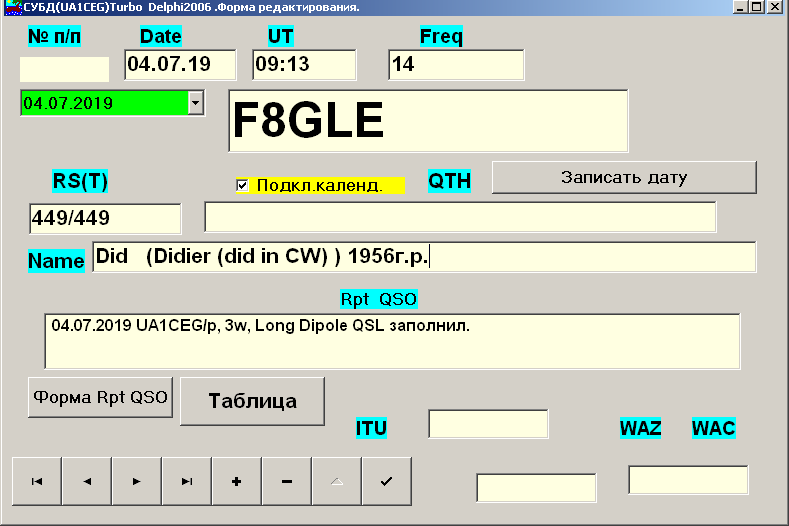 СУБД(UA1CEG)Turbo Delphi2006 .Форма редактирования.
№ п/п Date UT Freq
04.07.19 09:13 14
04.07.2019
F8GLE
RS(T) Подкл.календ. QTH Записать дату
449/449
Name Did (Didier (did in CW) ) 1956г.р.
Rpt QSO
04.07.2019 UA1CEG/p, 3w, Long Dipole QSL заполнил.
Форма Rpt QSO Таблица
ITU WAZ WAC